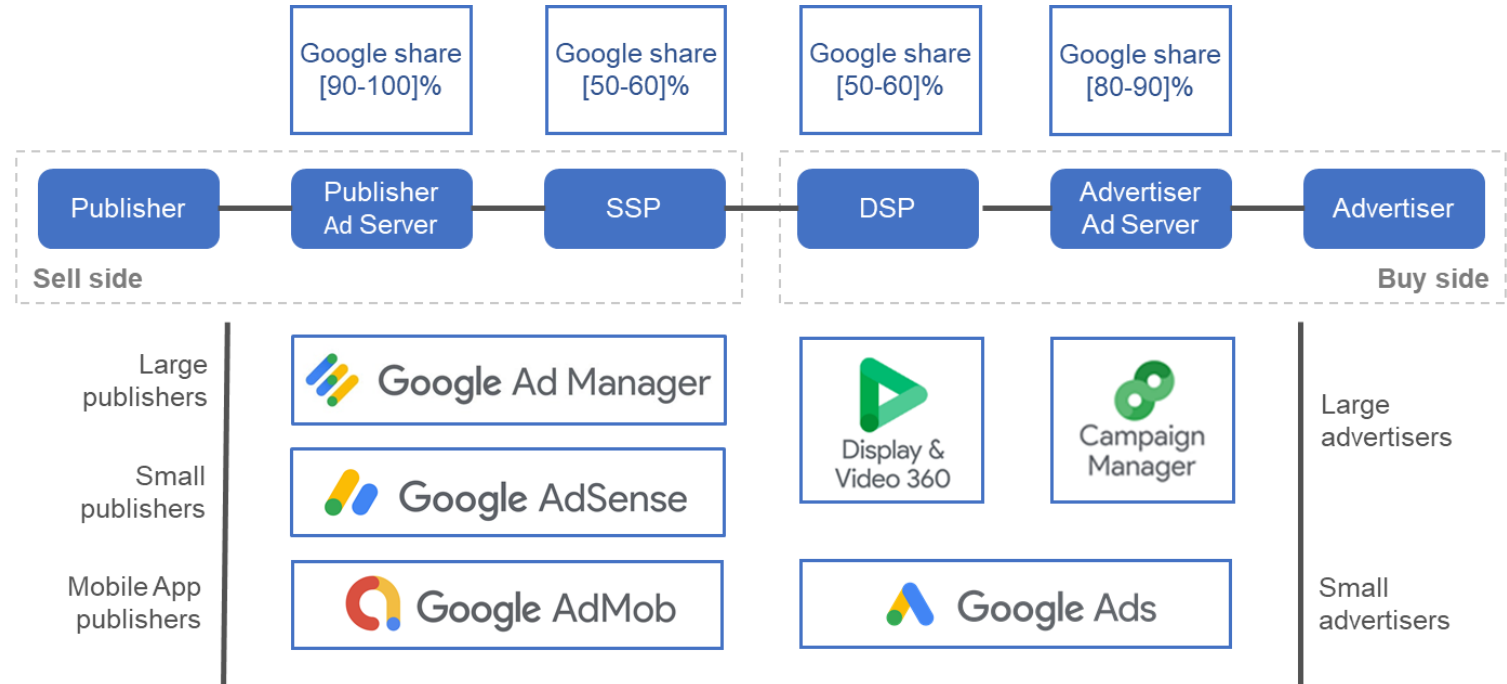 Google share
[90-100]%
Google share
[50-60]%
Google share
[50-60]%
Google share
[80-90]%
Publisher
Publisher
Ad Server
SSP
DSP
Advertiser
Ad Server
Advertiser
Sell side
Buy side
Large
publishers
Google Ad Manager
Display &
Video 360
Campaign
Manager
Large
advertisers
Small
publishers
Google AdSense
Mobile App
publishers
Google AdMob
Google Ads
Small
advertisers